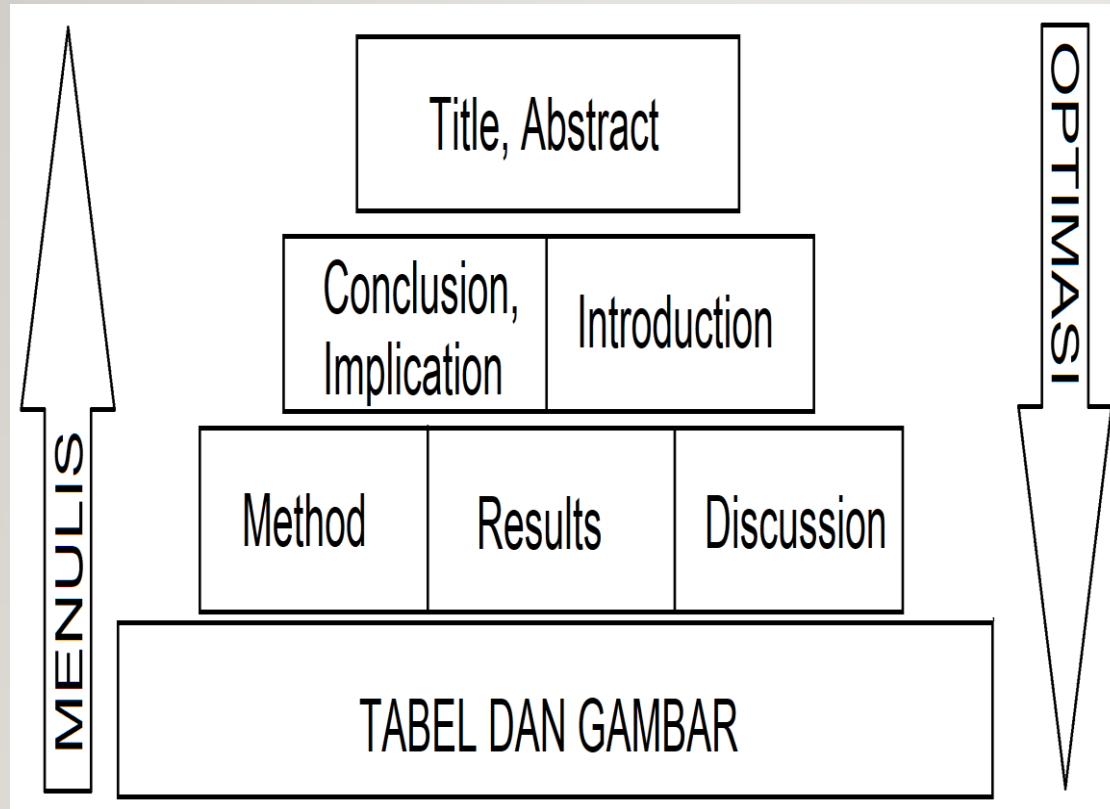 Title, Abstract
Conclusion,
Implication
Introduction
Method
Results
Discussion
TABEL DAN GAMBAR
MENULIS
OPTIMASI